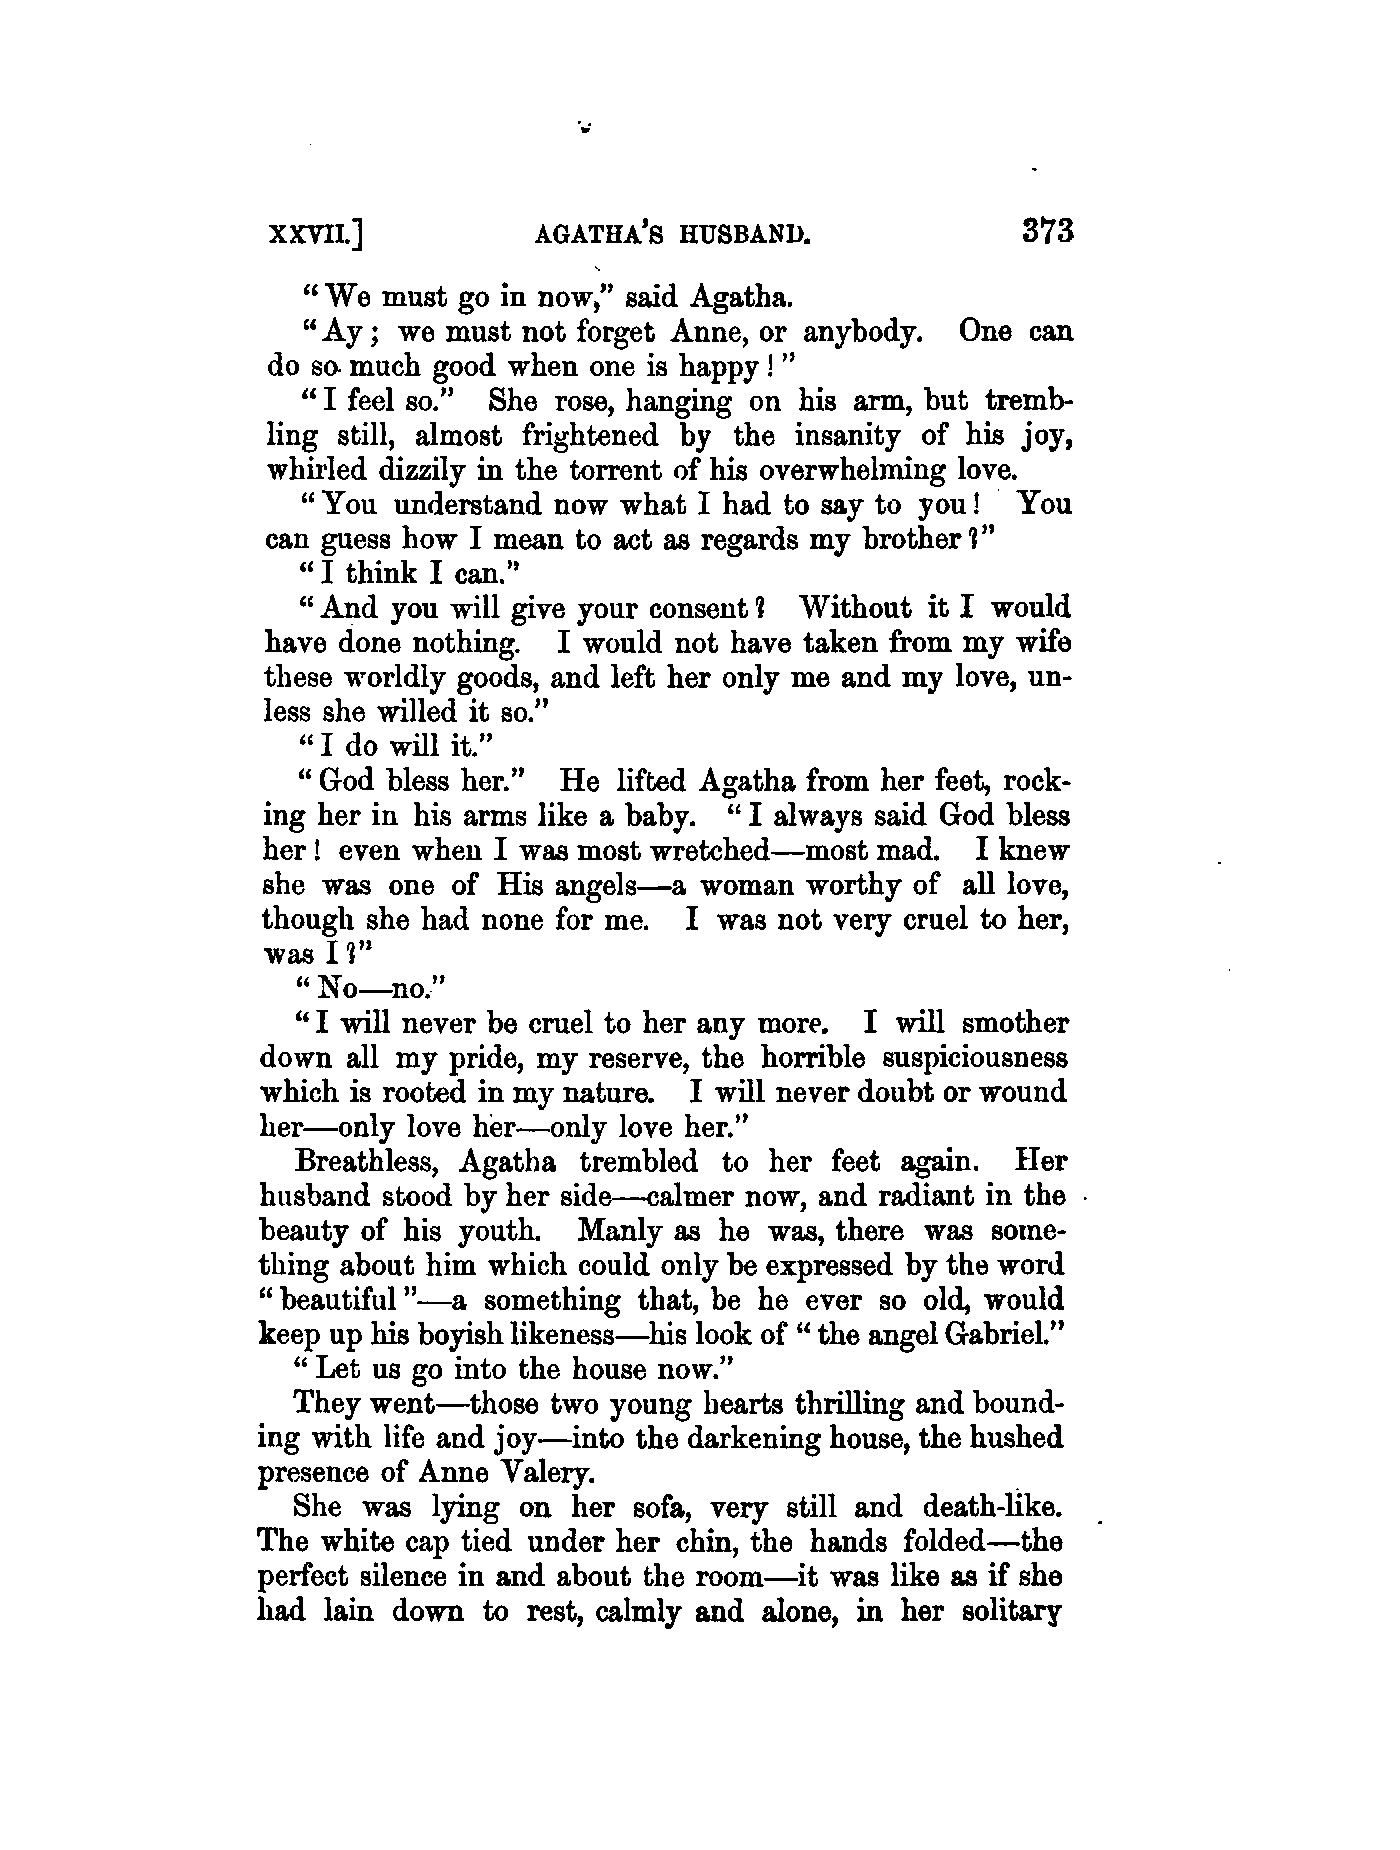 XXVII.] AGATHA'S HUSBAND. 373
"We must go in now," said Agatha.
"Ay; we must not forget Anne, or anybody. One can
do so much good when one is happy!"
"I feel so." She rose, hanging on his arm, but tremb-
ling still, almost frightened by the insanity of his joy,
whirled dizzily in the torrent of his overwhelming love.
"You understand now what I had to say to you! You
can guess how I mean to act as regards my brother?"
"I think I can."
"And you will give your consent? Without it I would
have done nothing. I would not have taken from my wife
these worldly goods, and left her only me and my love, un-
less she willed it so."
"I do will it."
"God bless her." He lifted Agatha from her feet, rock-
ing her in his arms like a baby. "I always said God bless
her! even when I was most wretched—most mad. I knew
she was one of His angels—a woman worthy of all love,
though she had none for me. I was not very cruel to her,
was I?"
"No—no."
"I will never be cruel to her any more. I will smother
down all my pride, my reserve, the horrible suspiciousness
which is rooted in my nature. I will never doubt or wound
her—only love her—only love her."
Breathless, Agatha trembled to her feet again. Her
husband stood by her side—calmer now, and radiant in the
beauty of his youth. Manly as he was, there was some-
thing about him which could only be expressed by the word
"beautiful"—a something that, be he ever so old, would
keep up his boyish likeness—his look of "the angel Gabriel."
"Let us go into the house now."
They went—those two young hearts thrilling and bound-
ing with life and joy—into the darkening house, the hushed
presence of Anne Valery.
She was lying on her sofa, very still and death-like.
The white cap tied under her chin, the hands folded—the
perfect silence in and about the room—it was like as if she
had lain down to rest, calmly and alone, in her solitary